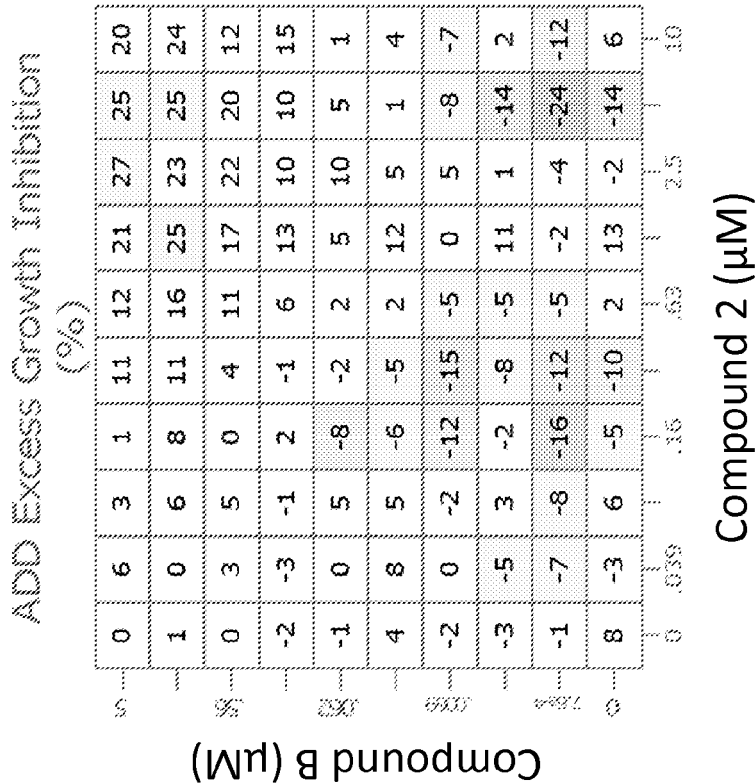 ADD Excess Growth Inhibition
(%)
Compound B (µM)
5 0 6 3 1 11 12 21 27 25 20
1 0 6 8 11 16 25 23 25 24
.56 0 3 5 0 4 11 17 22 20 12
-2 -3 -1 2 -1 6 13 10 10 15
.062 -1 0 5 -8 -2 2 5 10 5 1
4 8 5 -6 -5 2 12 5 1 4
.0069 -2 0 -2 -12 -15 -5 0 5 -8 -7
-3 -5 3 -2 -8 -5 11 1 -14 2
-1 -7 -8 -16 -12 -5 -2 -4 -24 -12
0 8 -3 6 -5 -10 2 13 -2 -14 6
0 .039 .16 .63 2.5 10
Compound 2 (µM)